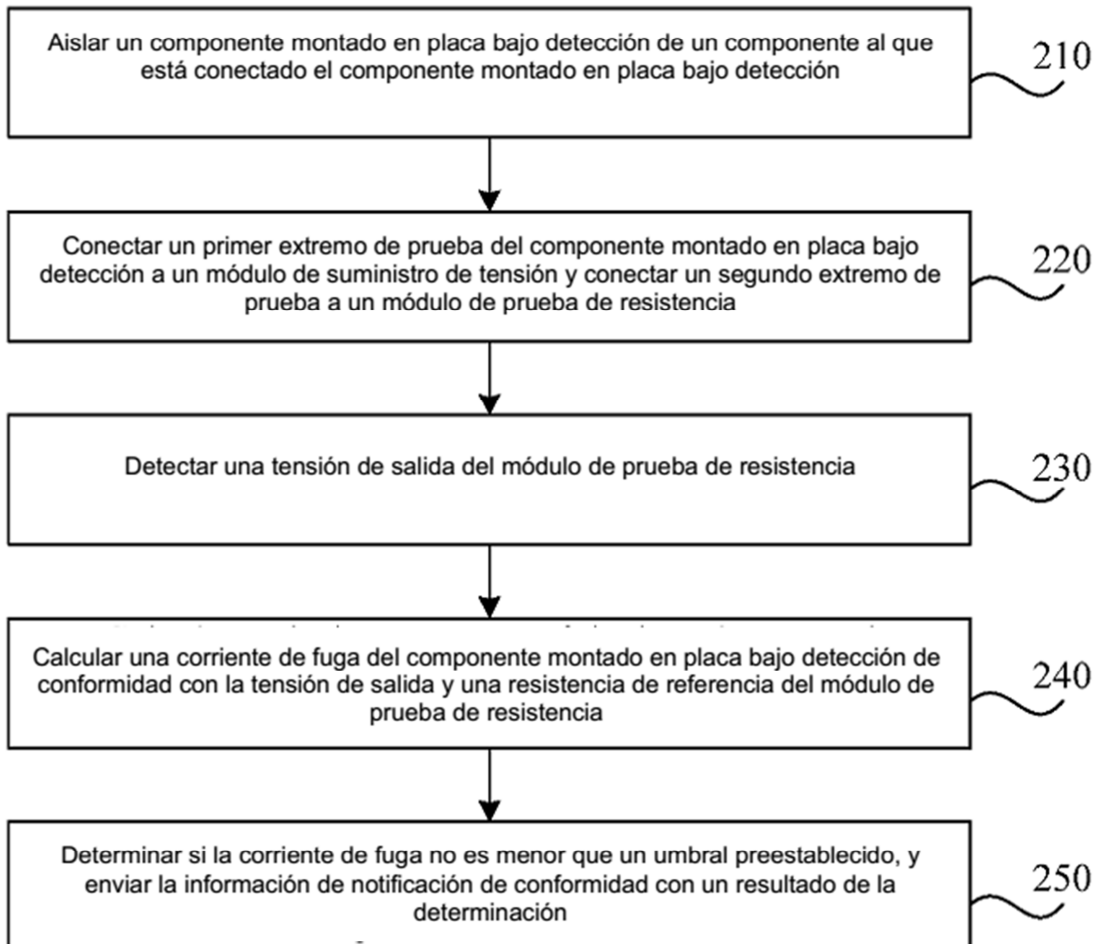 Aislar un componente montado en placa bajo detección de un componente al que
está conectado el componente montado en placa bajo detección
210
Conectar un primer extremo de prueba del componente montado en placa bajo
detección a un módulo de suministro de tensión y conectar un segundo extremo de
prueba a un módulo de prueba de resistencia
220
Detectar una tensión de salida del módulo de prueba de resistencia
230
Calcular una corriente de fuga del componente montado en placa bajo detección de
conformidad con la tensión de salida y una resistencia de referencia del módulo de
prueba de resistencia
240
Determinar si la corriente de fuga no es menor que un umbral preestablecido, y
enviar la información de notificación de conformidad con un resultado de la
determinación
250